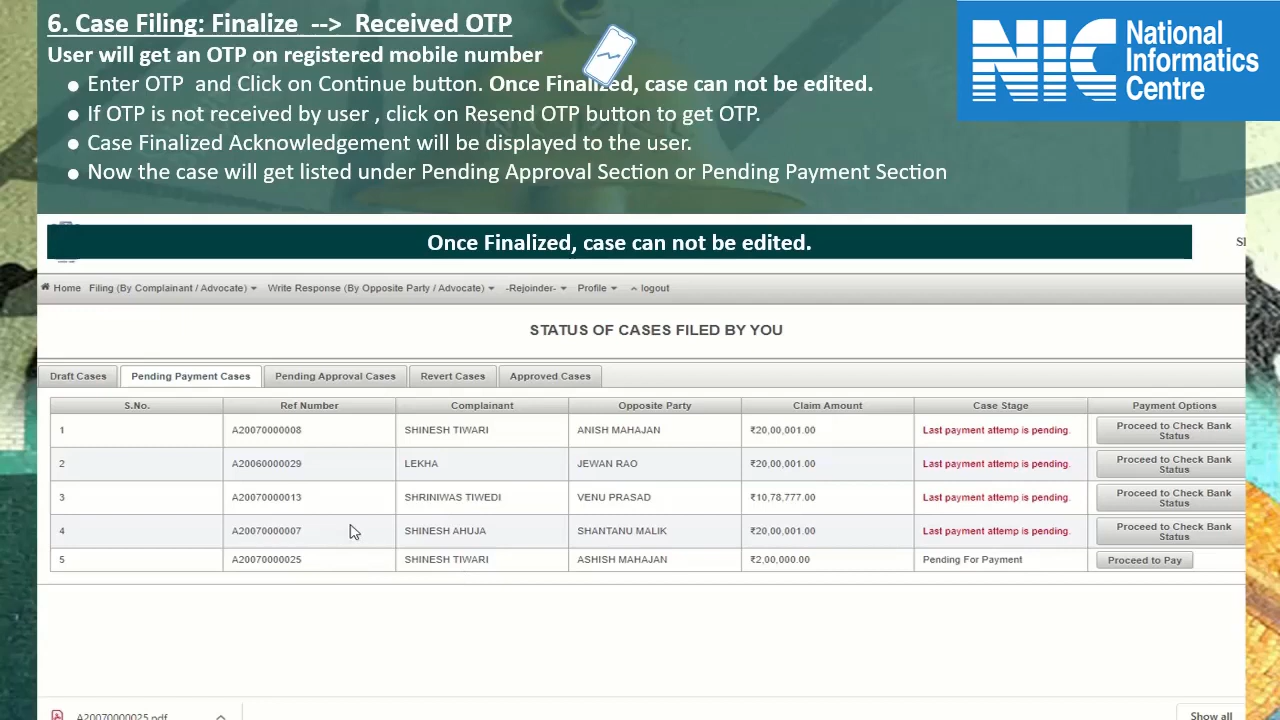 6. Case Filing: Finalize --> Received OTP
User will get an OTP on registered mobile number
● Enter OTP and Click on Continue button. Once Finalized, case can not be edited.
● If OTP is not received by user , click on Resend OTP button to get OTP.
● Case Finalized Acknowledgement will be displayed to the user.
● Now the case will get listed under Pending Approval Section or Pending Payment Section
NIC National Informatics Centre
Once Finalized, case can not be edited.
Home Filing (By Complainant / Advocate) Write Response (By Opposite Party / Advocate) -Rejoinder- Profile logout
STATUS OF CASES FILED BY YOU
Draft Cases Pending Payment Cases Pending Approval Cases Revert Cases Approved Cases
S.No. Ref Number Complainant Opposite Party Claim Amount Case Stage Payment Options
1 A20070000008 SHINESH TIWARI ANISH MAHAJAN ₹20,00,001.00 Last payment attemp is pending. Proceed to Check Bank Status
2 A20060000029 LEKHA JEWAN RAO ₹20,00,001.00 Last payment attemp is pending. Proceed to Check Bank Status
3 A20070000013 SHRINIWAS TIWEDI VENU PRASAD ₹10,78,777.00 Last payment attemp is pending. Proceed to Check Bank Status
4 A20070000007 SHINESH AHUJA SHANTANU MALIK ₹20,00,001.00 Last payment attemp is pending. Proceed to Check Bank Status
5 A20070000025 SHINESH TIWARI ASHISH MAHAJAN ₹2,00,000.00 Pending For Payment Proceed to Pay
A20070000025.pdf Show all